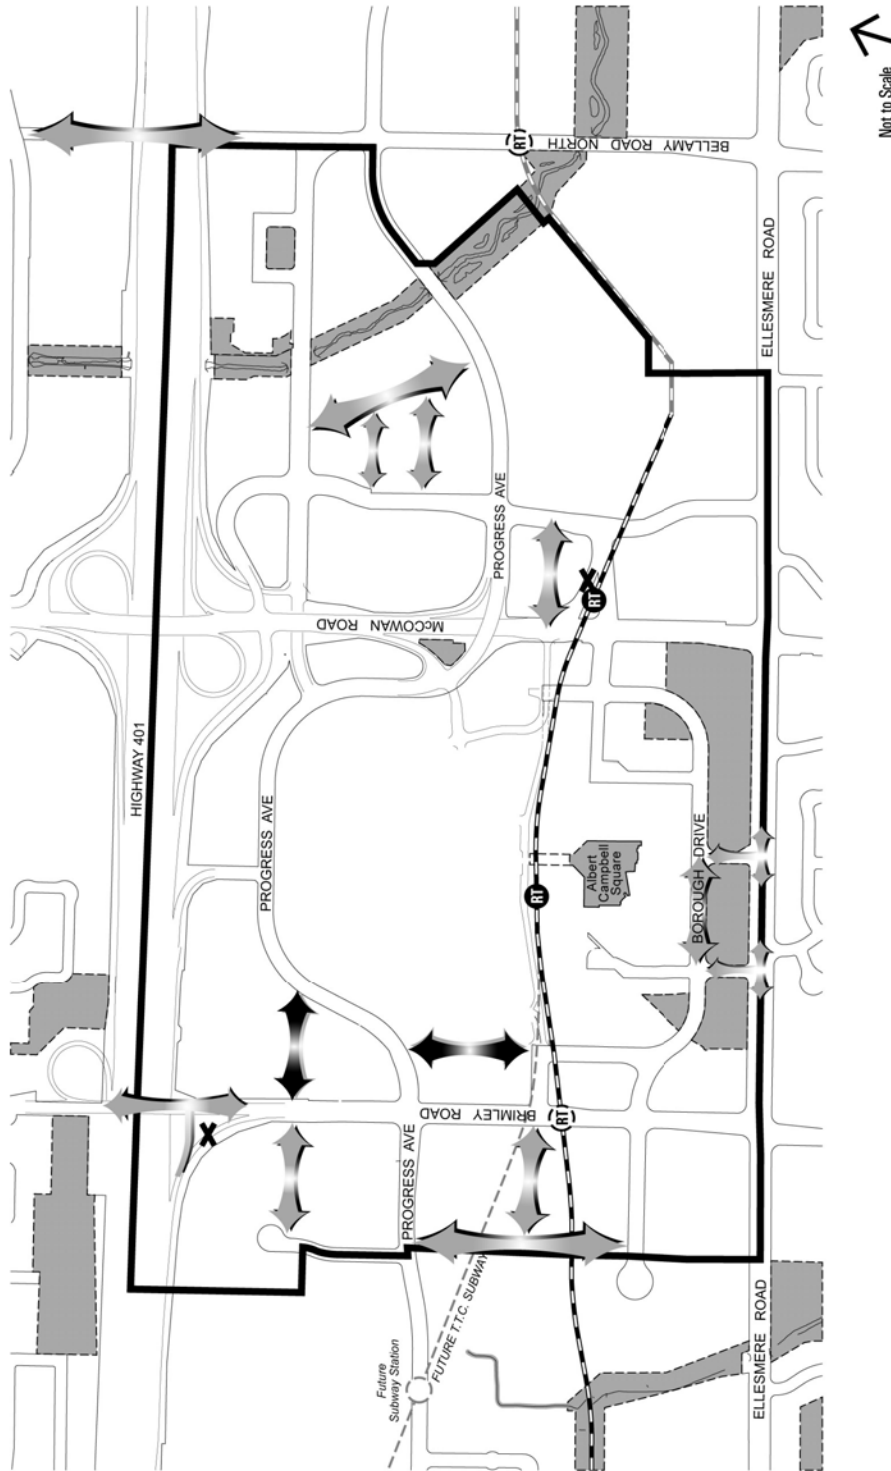 Not to Scale
RT
BELLAMY ROAD NORTH
ELLESMERE ROAD
PROGRESS AVE
RT
McCOWAN ROAD
HIGHWAY 401
PROGRESS AVE
BOROUGH DRIVE
Albert
Campbell
Square
RT
BRIMLEY ROAD
RT
PROGRESS AVE
FUTURE T.T.C. SUBWAY
Future
Subway Station
ELLESMERE ROAD